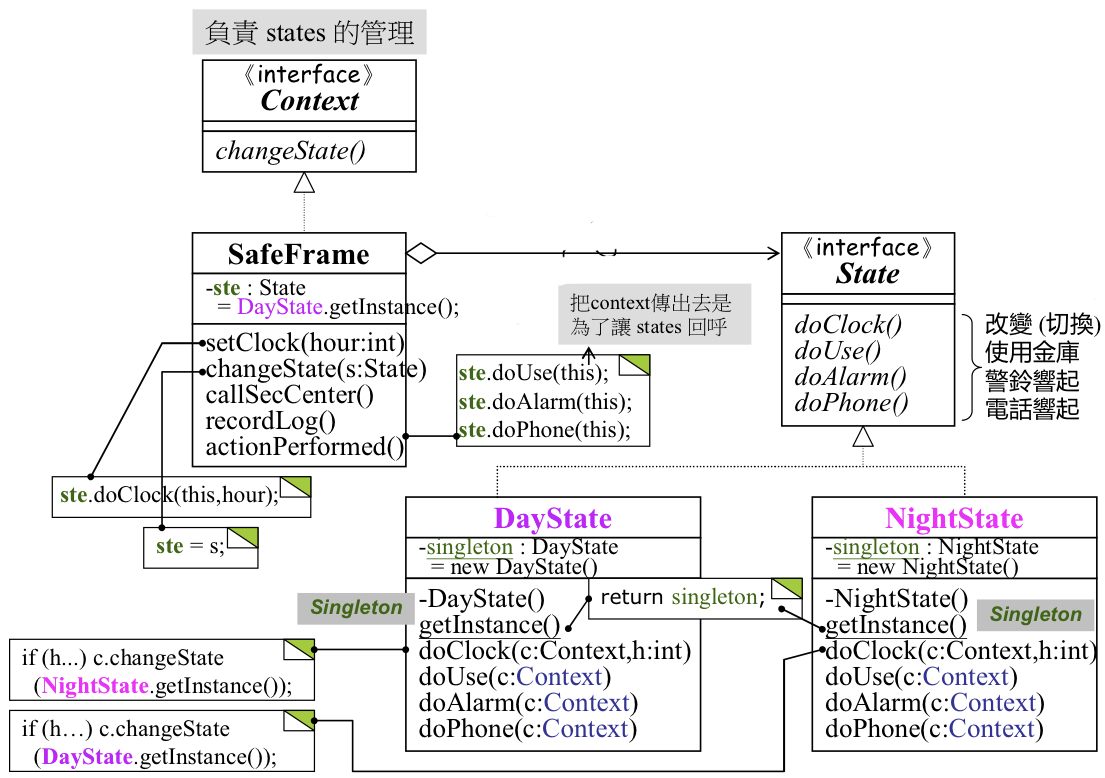 負責 states 的管理
《interface》
Context
changeState()
SafeFrame
-ste : State
= DayState.getInstance();
setClock(hour:int)
changeState(s:State)
callSecCenter()
recordLog()
actionPerformed()
把context傳出去是
為了讓 states 回呼
ste.doUse(this);
ste.doAlarm(this);
ste.doPhone(this);
《interface》
State
doClock()
doUse()
doAlarm()
doPhone()
改變 (切換)
使用金庫
警鈴響起
電話響起
ste.doClock(this,hour);
ste = s;
DayState
-singleton : DayState
= new DayState()
-DayState()
getInstance()
doClock(c:Context,h:int)
doUse(c:Context)
doAlarm(c:Context)
doPhone(c:Context)
Singleton
return singleton;
NightState
-singleton : NightState
= new NightState()
-NightState()
getInstance()
doClock(c:Context,h:int)
doUse(c:Context)
doAlarm(c:Context)
doPhone(c:Context)
Singleton
if (h...) c.changeState
(NightState.getInstance());
if (h…) c.changeState
(DayState.getInstance());